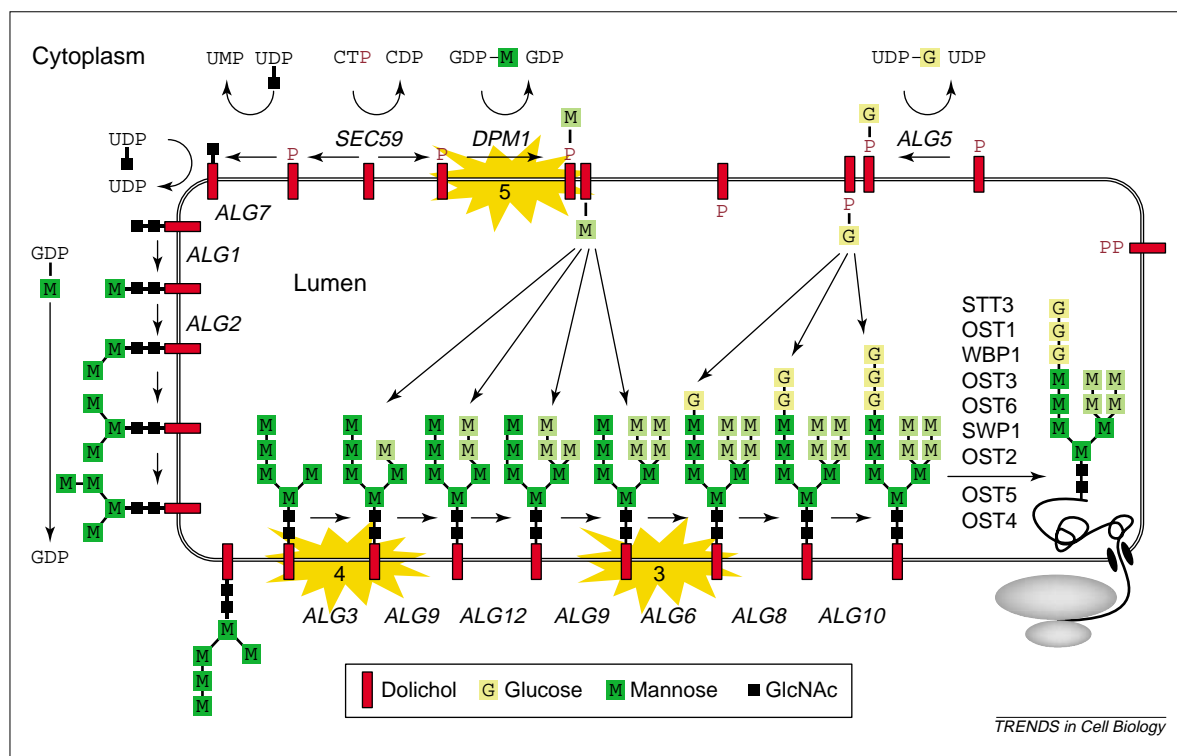 Cytoplasm
UMP UDP
CTP CDP
GDP-M GDP
UDP-G UDP
M
P
SEC59
DPM1
G
P
ALG5
P
P
P
UDP
UDP
5
ALG7
P
P
M
G
PP
ALG1
GDP
M
M
Lumen
ALG2
M
M
STT3
OST1
WBP1
OST3
OST6
SWP1
OST2
OST5
OST4
G
G
G
M M M
M M M
M
M
G
G G
G G G
M M M M M M M M M M M M M M
M M M M M M M M M M M M M M M M M M M
M M M M M M M M M M M M M M M M M M M M M M M M
M M M M M M M M
M
M
M
M M
M
M
M
GDP
4
3
ALG3 ALG9 ALG12 ALG9 ALG6 ALG8 ALG10
M
M M
M
M
Dolichol G Glucose M Mannose GlcNAc
TRENDS in Cell Biology